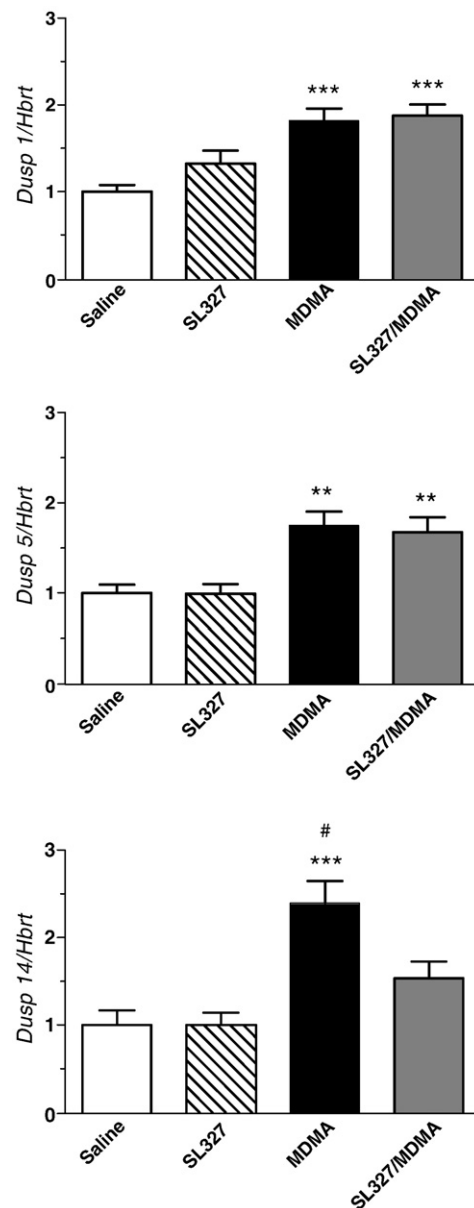 3
***
***
2
Dusp 1/Hbrt
1
0
Saline
SL327
MDMA
SL327/MDMA
3
**
**
2
Dusp 5/Hbrt
1
0
Saline
SL327
MDMA
SL327/MDMA
#
3
***
2
Dusp 14/Hbrt
1
0
Saline
SL327
MDMA
SL327/MDMA